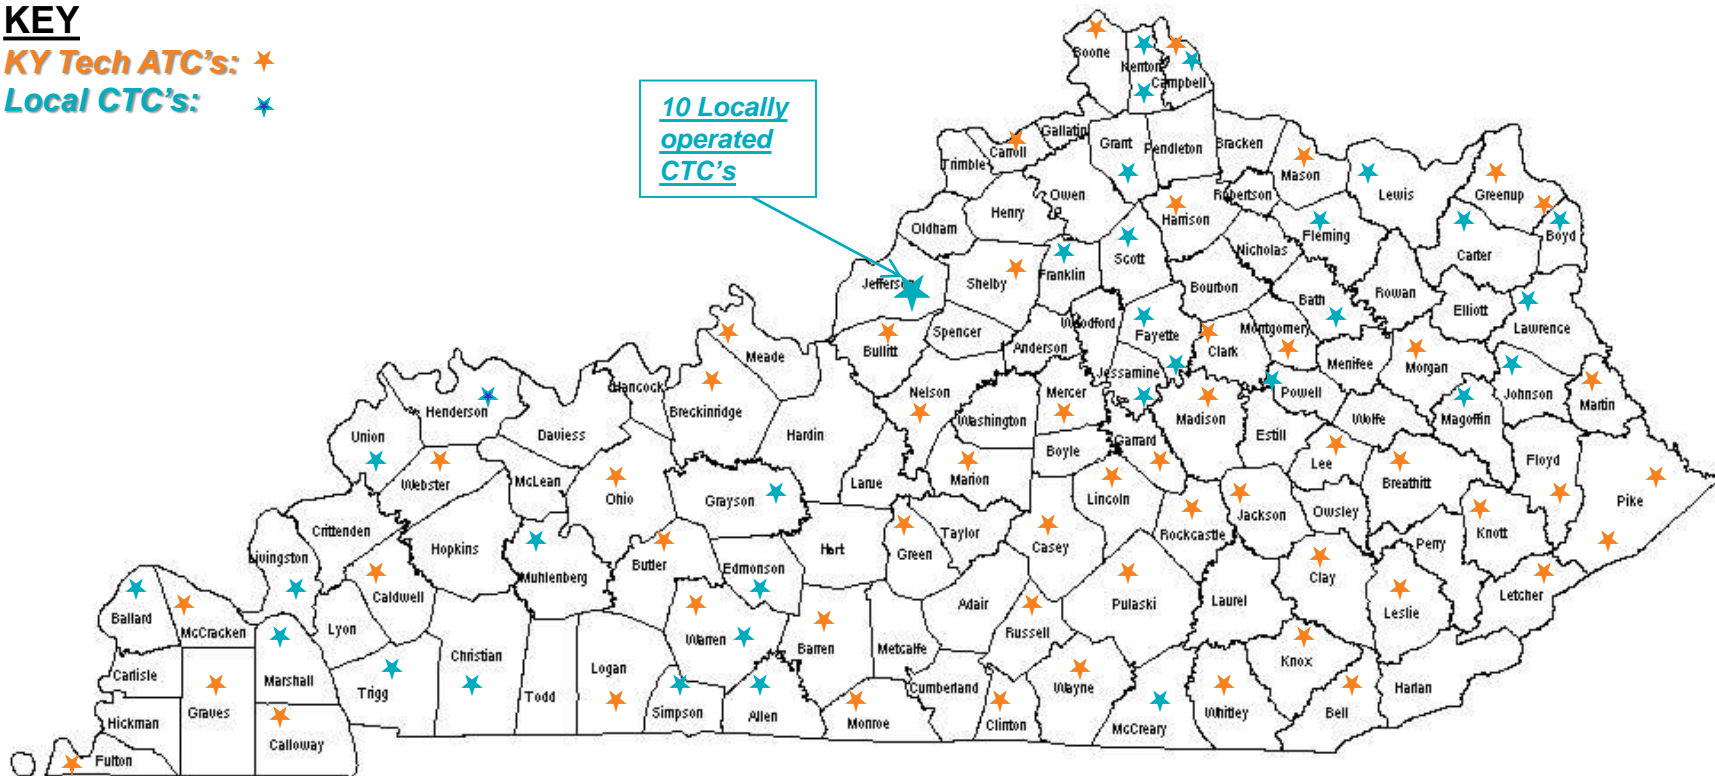 KEY
KY Tech ATC's:
Local CTC's:
10 Locally
operated
CTC's
Boone
Kenton
Campbell
Gallatin
Carroll
Grant
Pendleton
Bracken
Trimble
Mason
Lewis
Greenup
Owen
Robertson
Henry
Harrison
Oldham
Fleming
Boyd
Nicholas
Carter
Scott
Franklin
Shelby
Jefferson
Bourbon
Rowan
Bath
Elliott
Lawrence
Woodford
Fayette
Montgomery
Spencer
Bullitt
Anderson
Clark
Meade
Menifee
Morgan
Jessamine
Hancock
Nelson
Mercer
Powell
Johnson
Martin
Henderson
Breckinridge
Washington
Madison
Wolfe
Magoffin
Union
Daviess
Hardin
Garrard
Estill
Boyle
Lee
Floyd
Webster
McLean
Ohio
Grayson
Larue
Marion
Lincoln
Breathitt
Pike
Crittenden
Jackson
Owsley
Hopkins
Hart
Green
Taylor
Casey
Rockcastle
Perry
Knott
Livingston
Muhlenberg
Butler
Edmonson
Clay
Caldwell
Letcher
Ballard
Adair
Pulaski
Laurel
Leslie
McCracken
Lyon
Warren
Russell
Barren
Metcalfe
Christian
Logan
Knox
Carlisle
Marshall
Trigg
Todd
Cumberland
Wayne
Harlan
Hickman
Graves
Simpson
Allen
Monroe
Clinton
McCreary
Whitley
Bell
Calloway
Fulton